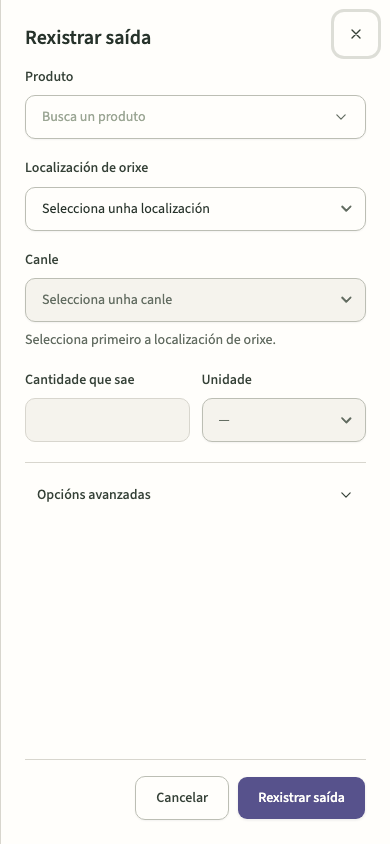 Rexistrar saída
Produto
Busca un produto
Localización de orixe
Selecciona unha localización
Canle
Selecciona unha canle
Selecciona primeiro a localización de orixe.
Cantidade que sae
Unidade
—
Opcións avanzadas
Cancelar
Rexistrar saída